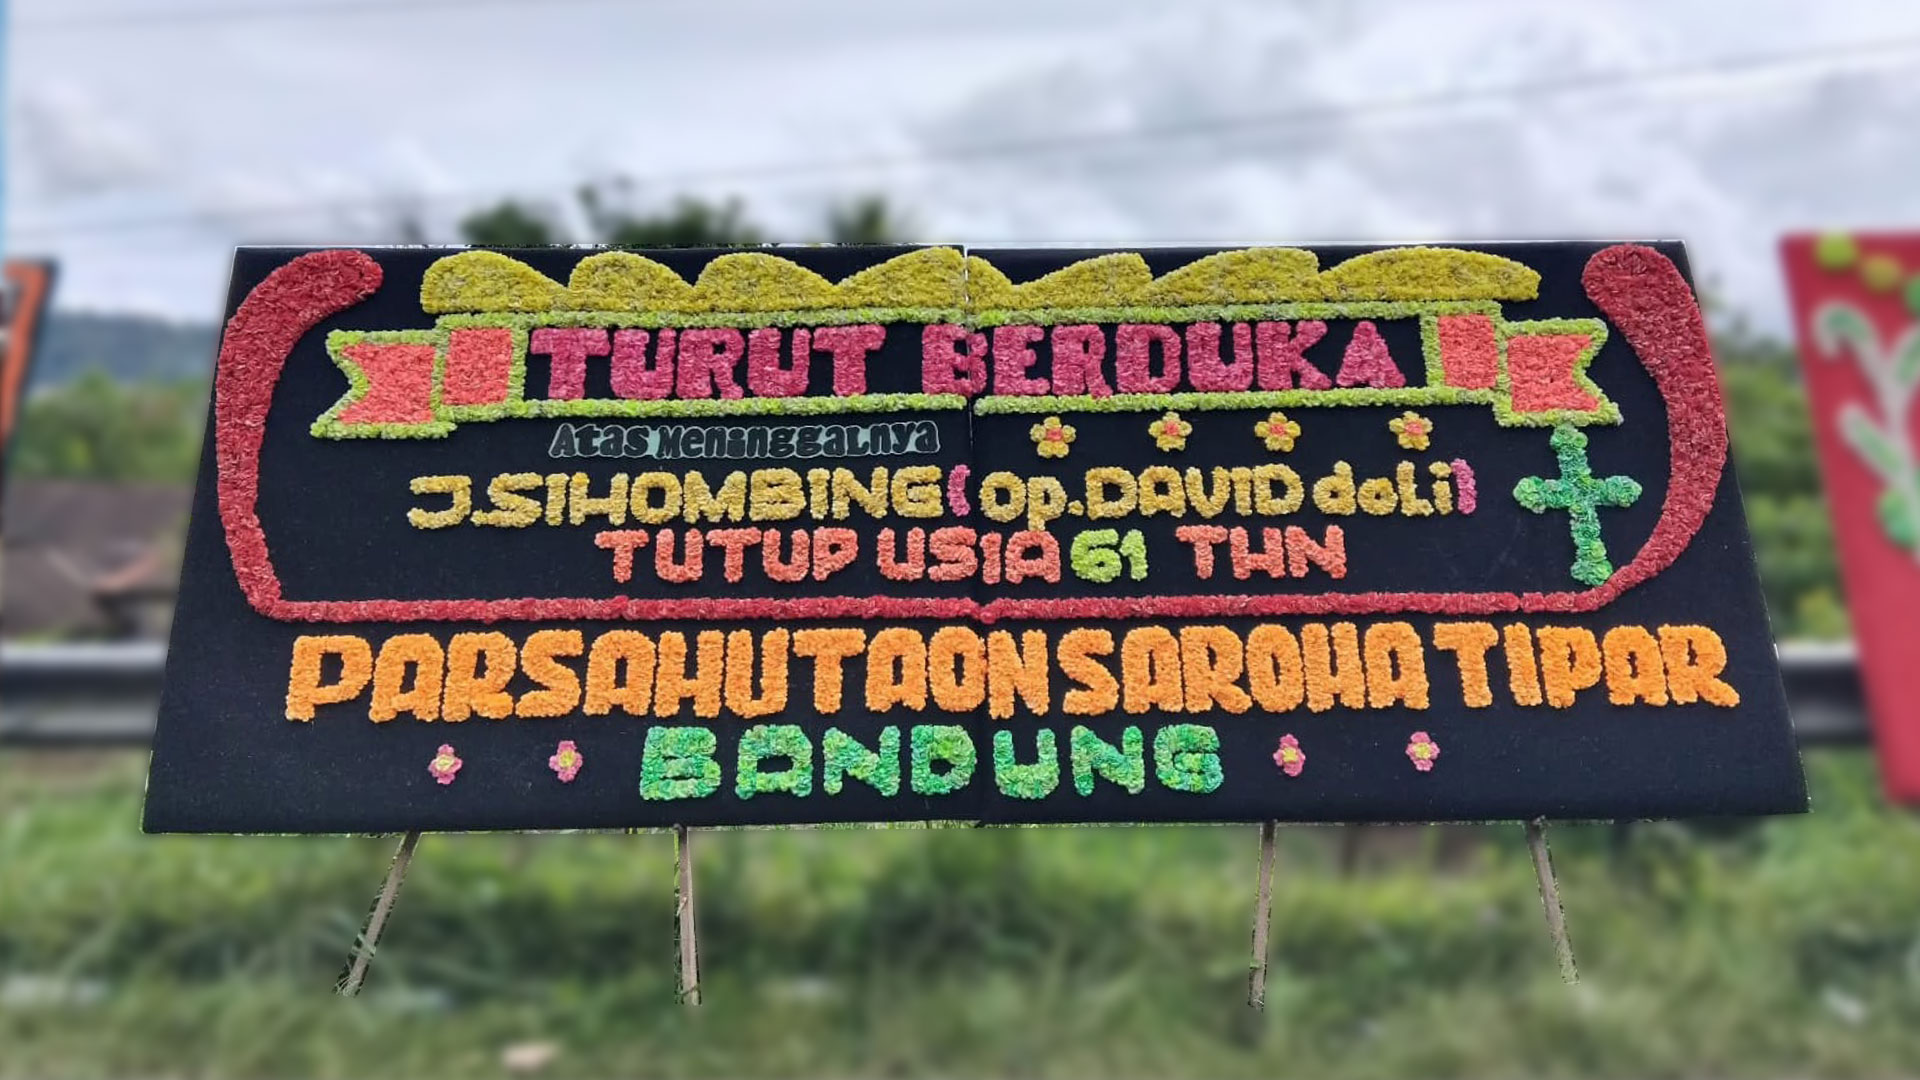 TURUT BERDUKA
Atas Meninggalnya
J.SIHOMBING (op.DAVID doLi)
TUTUP USIA 61 THN
PARSAHUTAON SAROHA TIPAR
BANDUNG